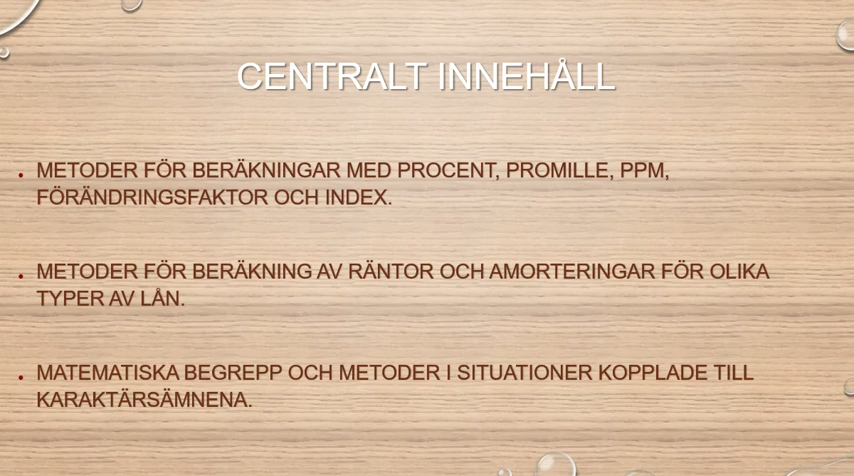 CENTRALT INNEHÅLL
• METODER FÖR BERÄKNINGAR MED PROCENT, PROMILLE, PPM,
FÖRÄNDRINGSFAKTOR OCH INDEX.
• METODER FÖR BERÄKNING AV RÄNTOR OCH AMORTERINGAR FÖR OLIKA
TYPER AV LÅN.
• MATEMATISKA BEGREPP OCH METODER I SITUATIONER KOPPLADE TILL
KARAKTÄRSÄMNENA.